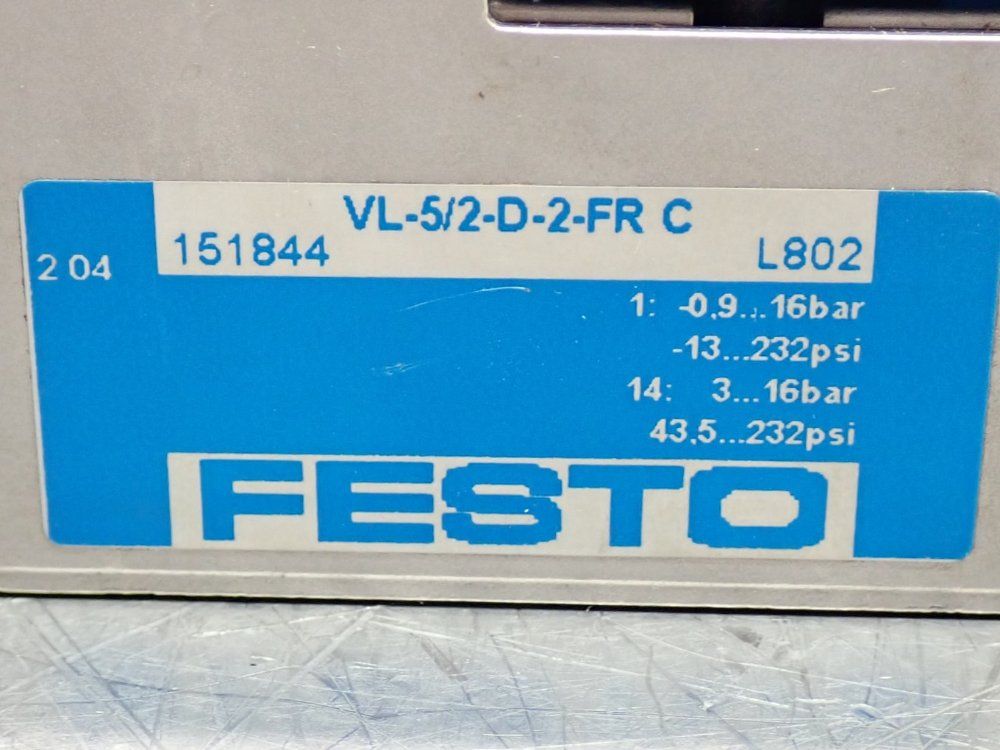 VL-5/2-D-2-FR C
151844 L802
2 04
1: -0,9...16bar
-13...232psi
14: 3...16bar
43,5...232psi
FESTO